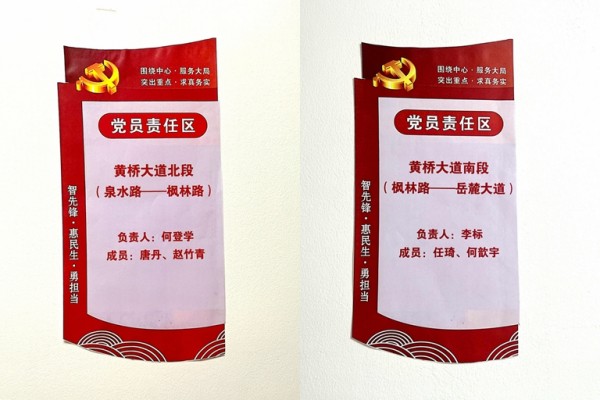 围绕中心·服务大局
突出重点·求真务实
党员责任区
黄桥大道北段
（泉水路——枫林路）
负责人：何登学
成员：唐丹、赵竹青
智先锋·惠民生·勇担当
围绕中心·服务大局
突出重点·求真务实
党员责任区
黄桥大道南段
（枫林路——岳麓大道）
负责人：李标
成员：任琦、何歆宇
智先锋·惠民生·勇担当